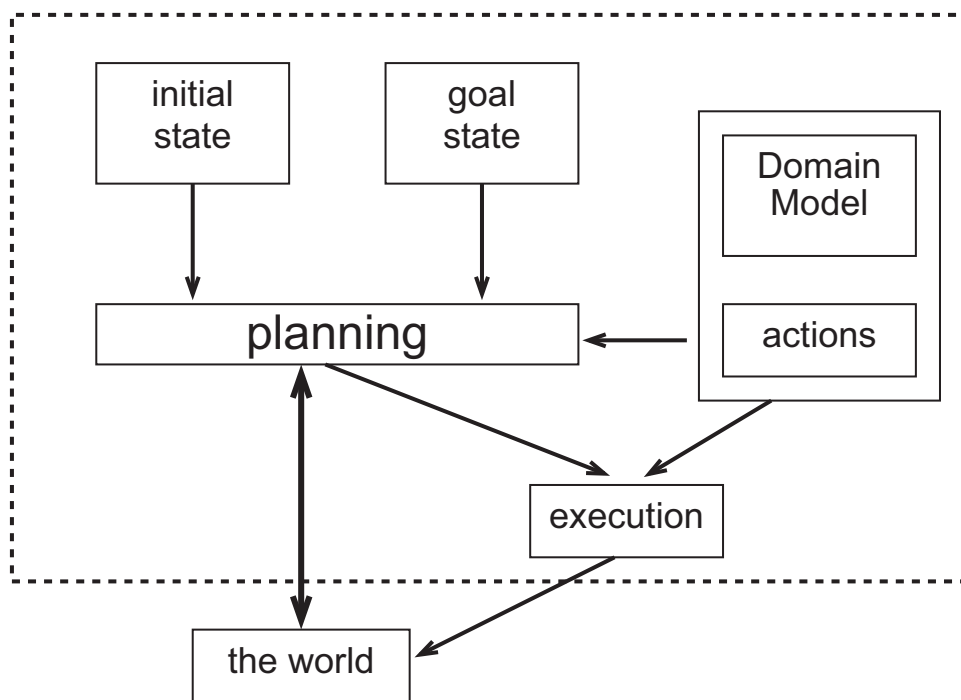 initial
state
goal
state
Domain
Model
planning
actions
execution
the world